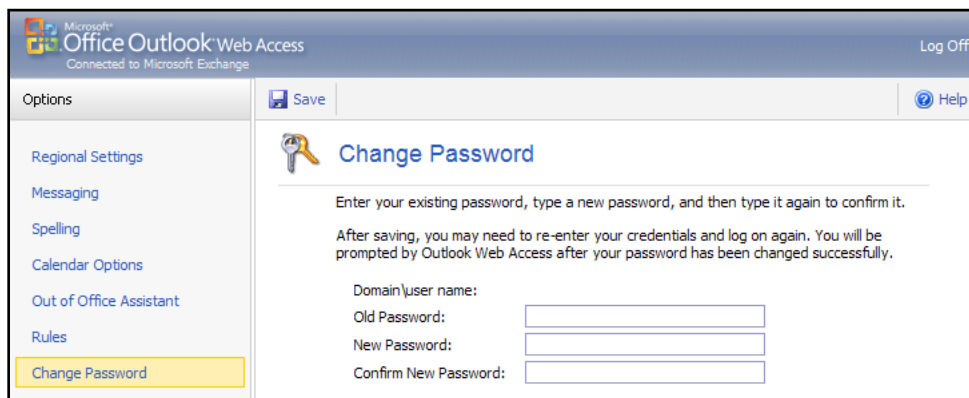 Microsoft®
Office Outlook® Web Access
Connected to Microsoft Exchange
Log Off
Options
Save
Help
Regional Settings
Messaging
Spelling
Calendar Options
Out of Office Assistant
Rules
Change Password
Change Password
Enter your existing password, type a new password, and then type it again to confirm it.
After saving, you may need to re-enter your credentials and log on again. You will be
prompted by Outlook Web Access after your password has been changed successfully.
Domain\user name:
Old Password:
New Password:
Confirm New Password: